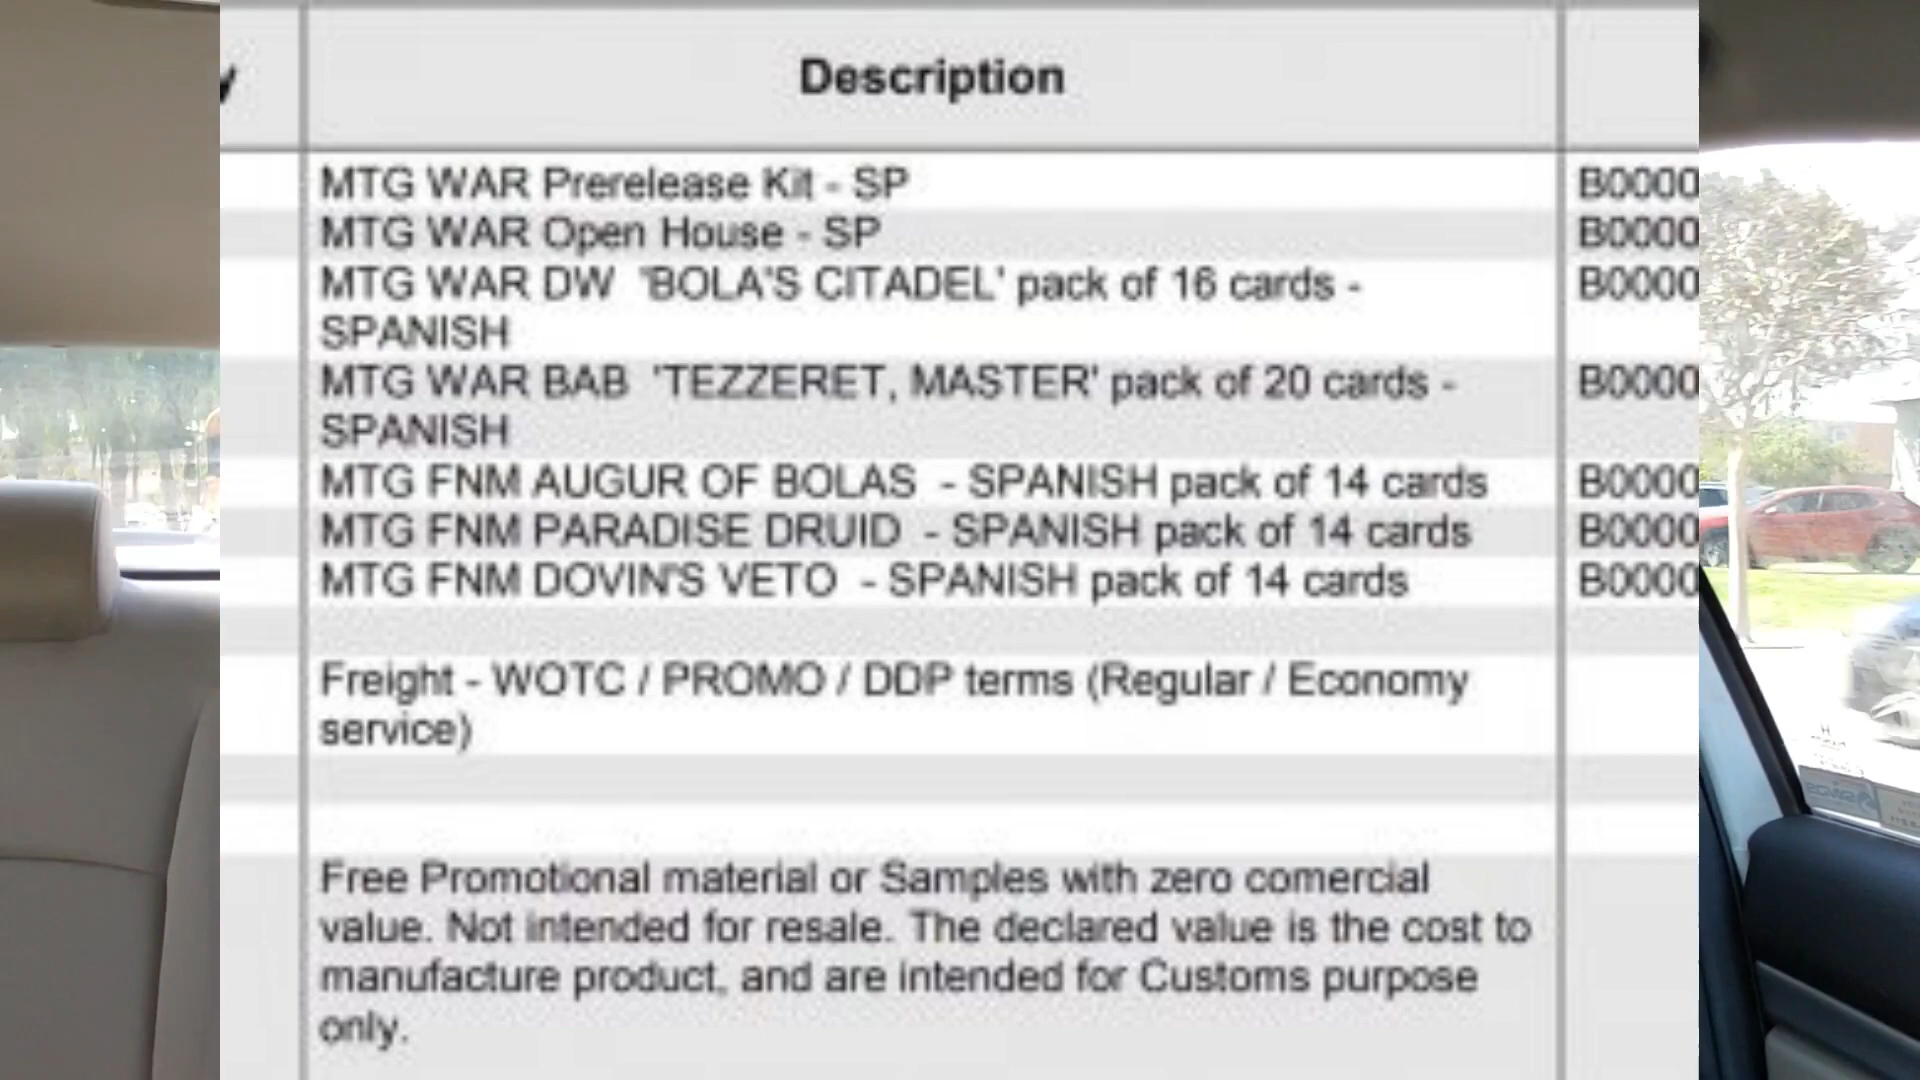 Description
MTG WAR Prerelease Kit - SP
B0000
MTG WAR Open House - SP
B0000
MTG WAR DW 'BOLA'S CITADEL' pack of 16 cards -
B0000
SPANISH
MTG WAR BAB 'TEZZERET, MASTER' pack of 20 cards -
B0000
SPANISH
MTG FNM AUGUR OF BOLAS - SPANISH pack of 14 cards
B0000
MTG FNM PARADISE DRUID - SPANISH pack of 14 cards
B0000
MTG FNM DOVIN'S VETO - SPANISH pack of 14 cards
B0000
Freight - WOTC / PROMO / DDP terms (Regular / Economy
service)
Free Promotional material or Samples with zero comercial
value. Not intended for resale. The declared value is the cost to
manufacture product, and are intended for Customs purpose
only.